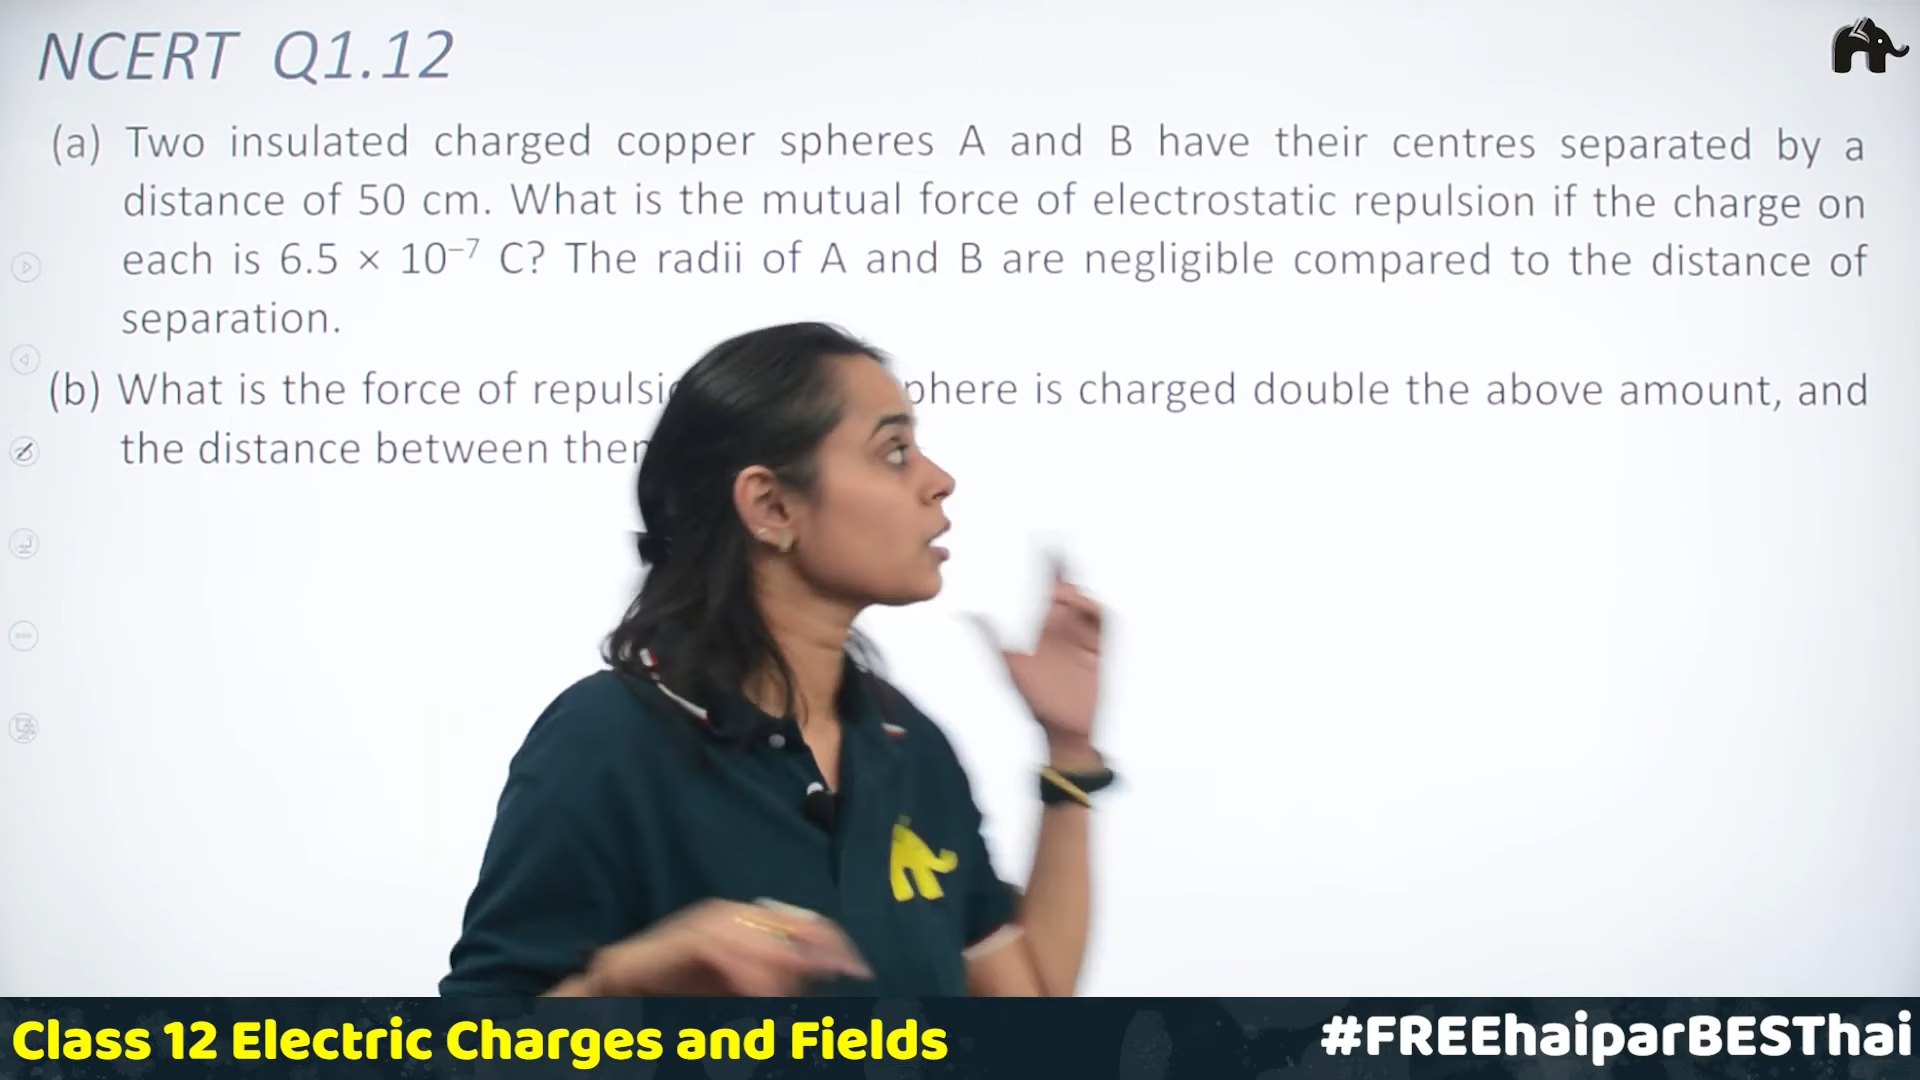 NCERT Q1.12
(a) Two insulated charged copper spheres A and B have their centres separated by a
distance of 50 cm. What is the mutual force of electrostatic repulsion if the charge on
each is 6.5 × 10⁻⁷ C? The radii of A and B are negligible compared to the distance of
separation.
(b) What is the force of is charged double the above amount, and
the distance between
Class 12 Electric Charges and Fields
#FREEhaiparBESThai